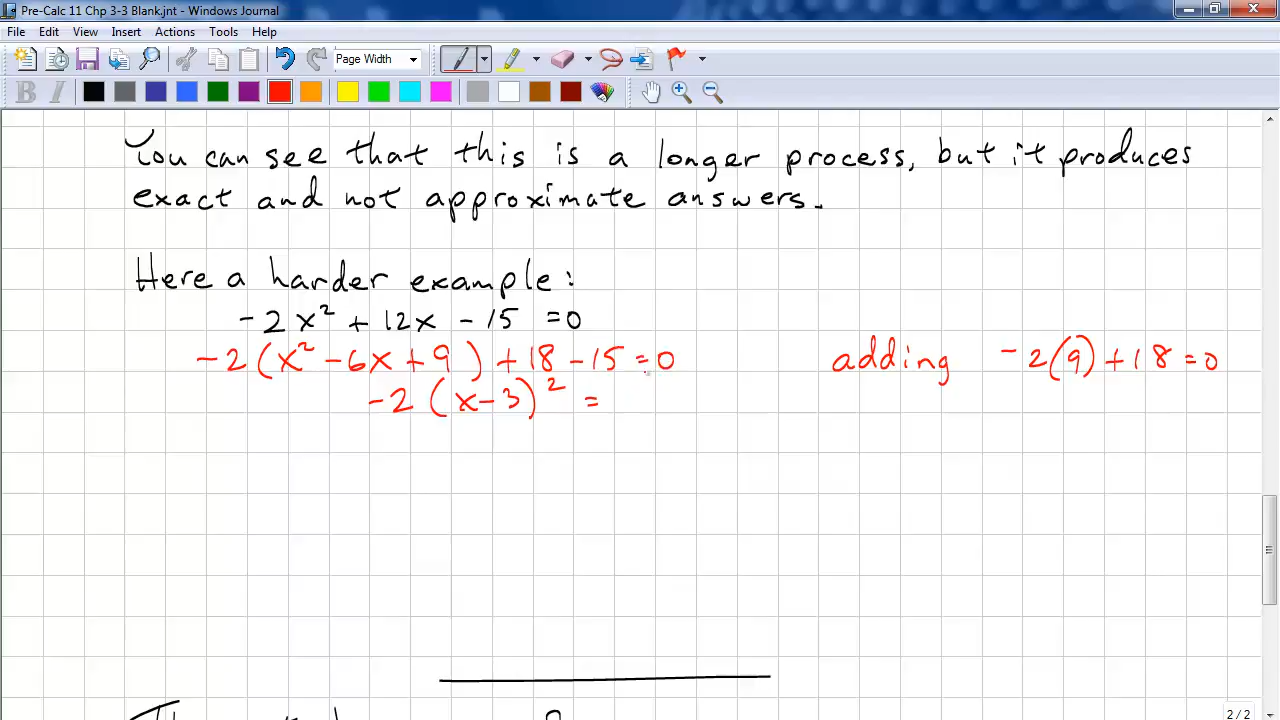 Pre-Calc 11 Chp 3-3 Blank.jnt - Windows Journal
File Edit View Insert Actions Tools Help
Page Width
B I
You can see that this is a longer process, but it produces
exact and not approximate answers.
Here a harder example:
-2x² + 12x - 15 = 0
-2(x² - 6x + 9) + 18 - 15 = 0 adding -2(9) + 18 = 0
-2(x-3)² =
2/2